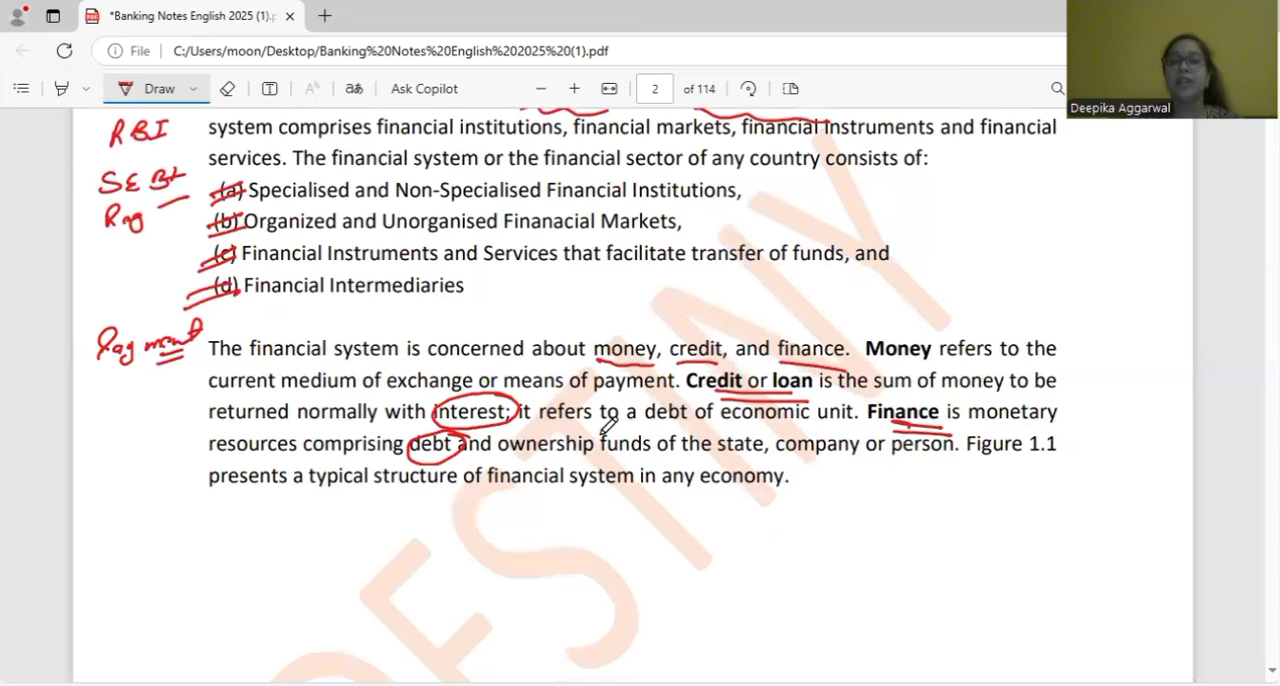 *Banking Notes English 2025 (1).p
File C:/Users/moon/Desktop/Banking%20Notes%20English%202025%20(1).pdf
Draw
Ask Copilot
2 of 114
Deepika Aggarwal
RBI
system comprises financial institutions, financial markets, financial instruments and financial
services. The financial system or the financial sector of any country consists of:
SEBI
(a) Specialised and Non-Specialised Financial Institutions,
(b) Organized and Unorganised Finanacial Markets,
(c) Financial Instruments and Services that facilitate transfer of funds, and
(d) Financial Intermediaries
Payment
The financial system is concerned about money, credit, and finance. Money refers to the
current medium of exchange or means of payment. Credit or loan is the sum of money to be
returned normally with interest; it refers to a debt of economic unit. Finance is monetary
resources comprising debt and ownership funds of the state, company or person. Figure 1.1
presents a typical structure of financial system in any economy.
DESTINY